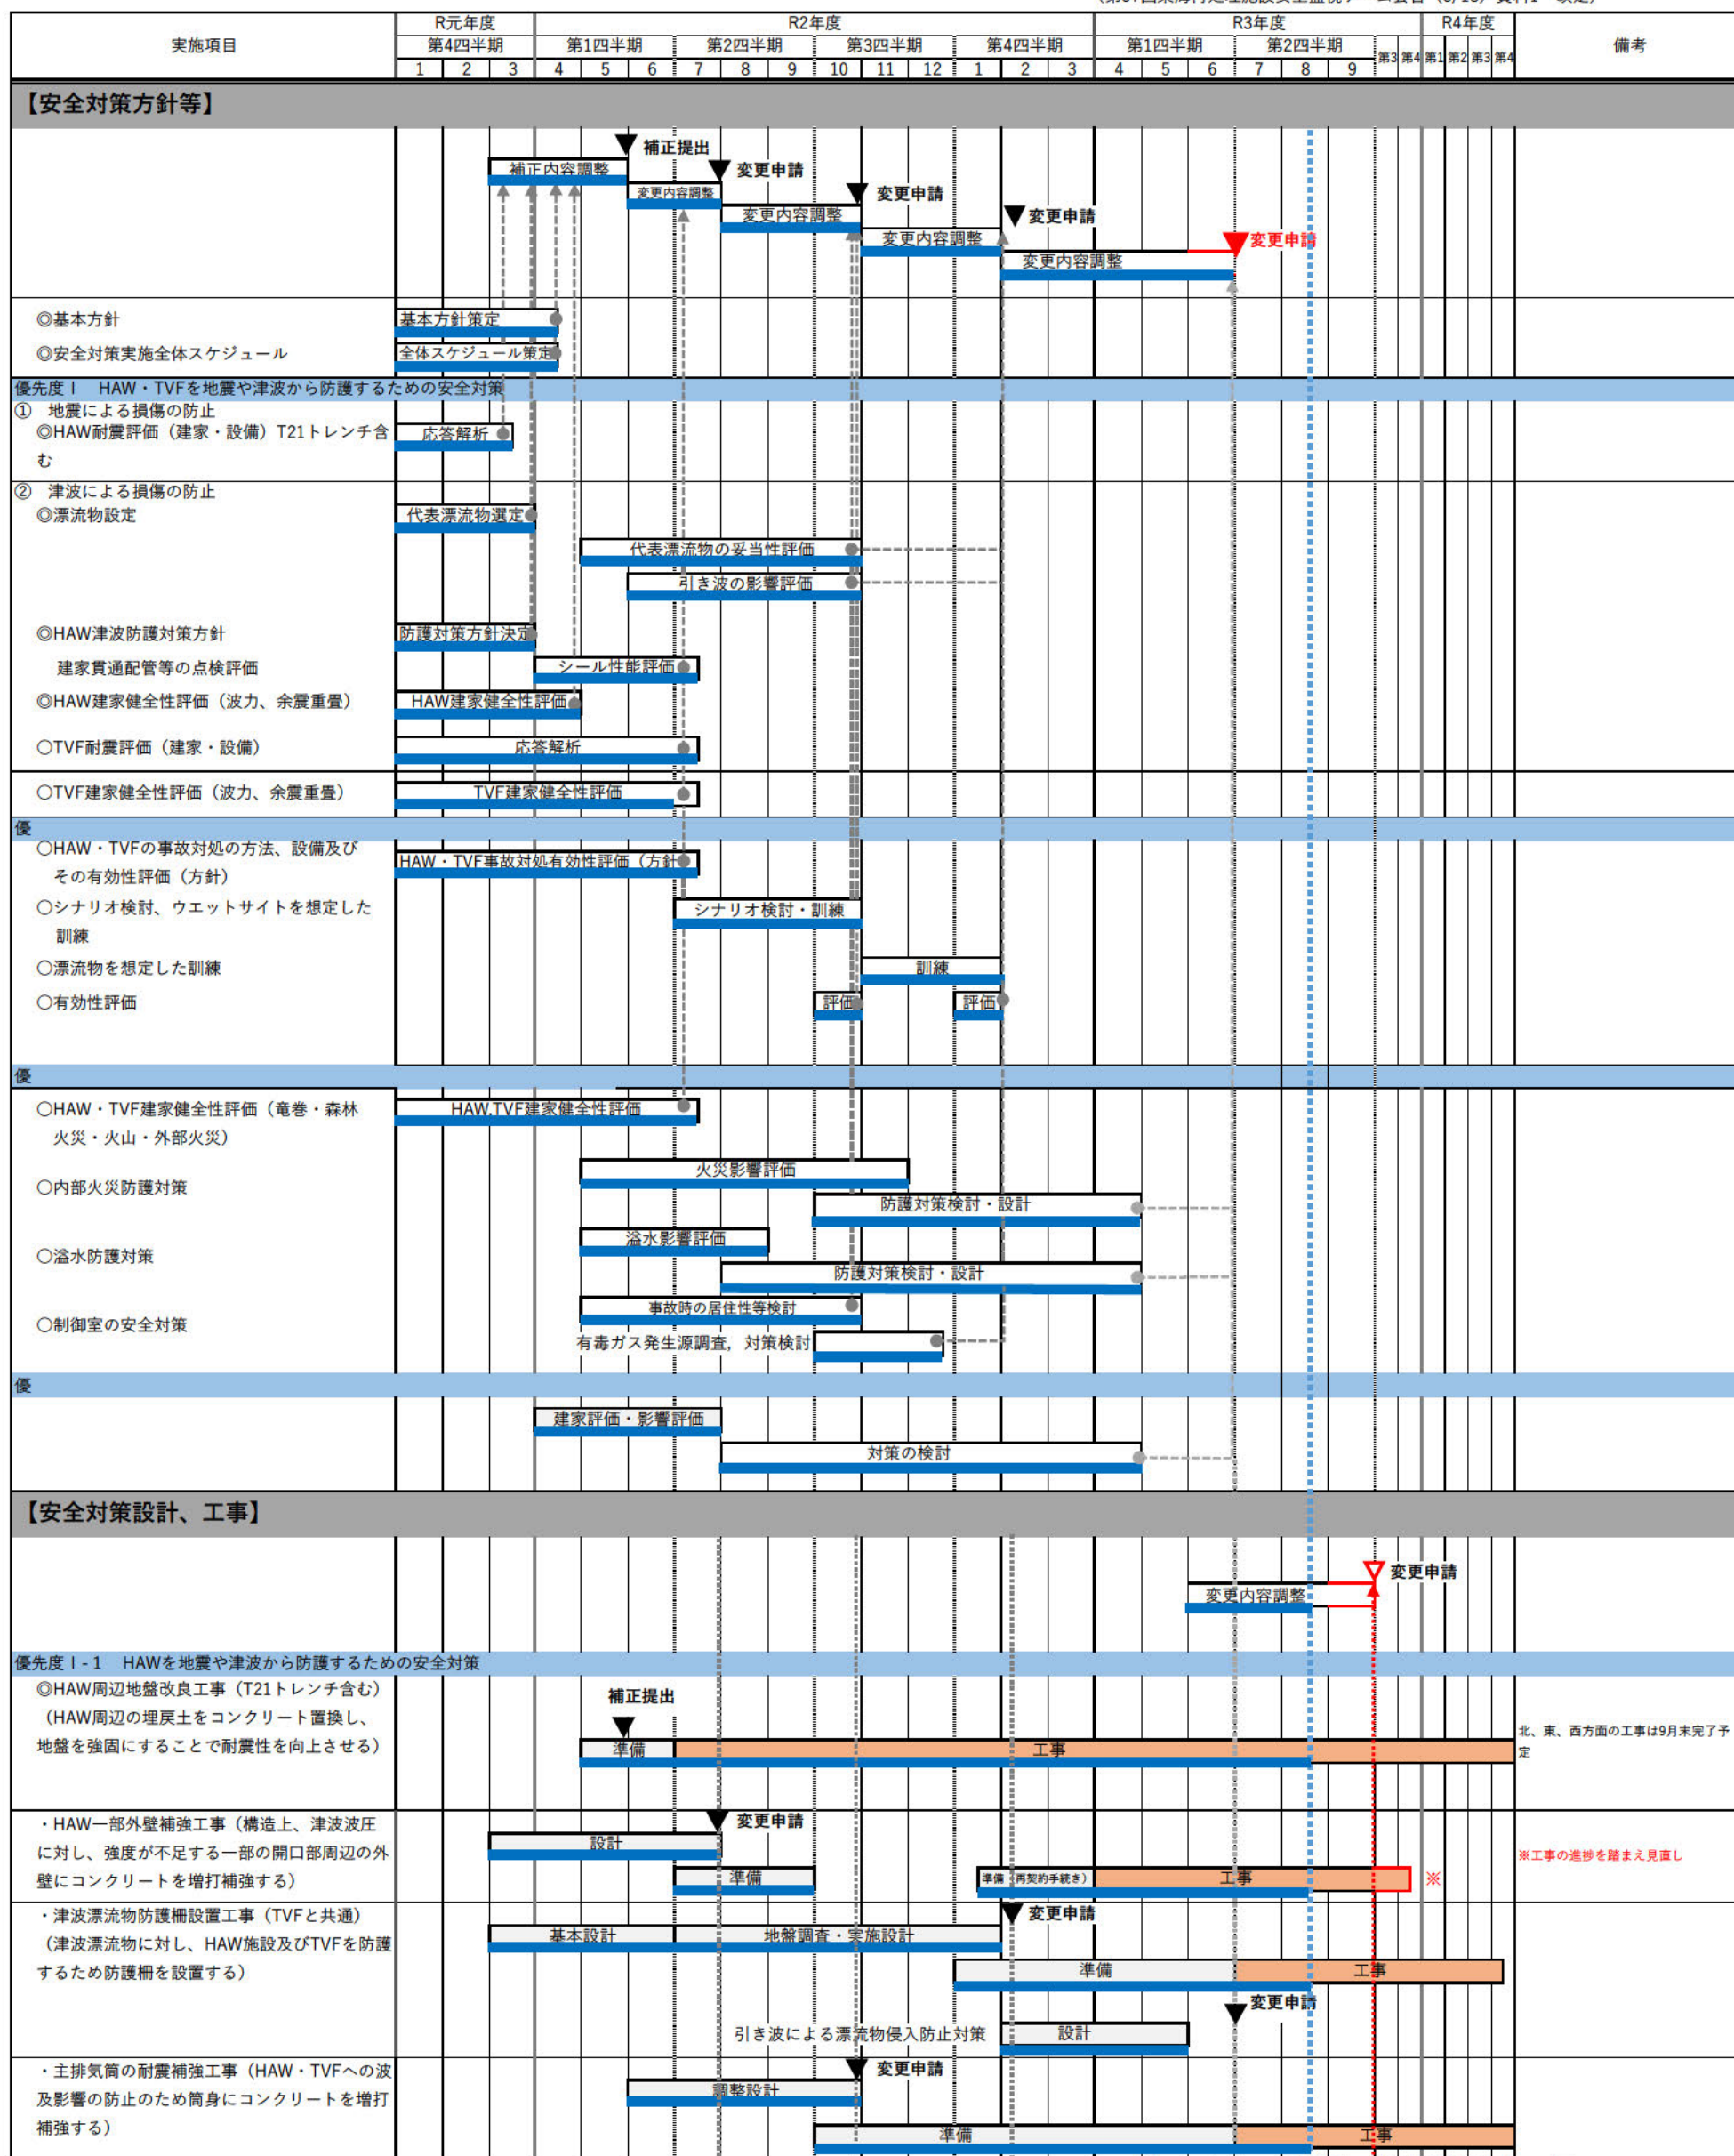 実施項目
R元年度
R2年度
R3年度
R4年度
備考
第4四半期
第1四半期
第2四半期
第3四半期
第4四半期
第1四半期
第2四半期
第3 第4 第1 第2 第3 第4
1 2 3 4 5 6 7 8 9 10 11 12 1 2 3 4 5 6 7 8 9
【安全対策方針等】
補正提出
補正内容調整
変更申請
変更内容調整
変更申請
変更内容調整
変更申請
変更内容調整
変更申請
変更内容調整
◎基本方針
基本方針策定
◎安全対策実施全体スケジュール
全体スケジュール策定
優先度Ⅰ HAW・TVFを地震や津波から防護するための安全対策
① 地震による損傷の防止
◎HAW耐震評価（建家・設備）T21トレンチ含
む
応答解析
② 津波による損傷の防止
◎漂流物設定
代表漂流物選定
代表漂流物の妥当性評価
引き波の影響評価
◎HAW津波防護対策方針
防護対策方針決定
建家貫通配管等の点検評価
シール性能評価
◎HAW建家健全性評価（波力、余震重畳）
HAW建家健全性評価
○TVF耐震評価（建家・設備）
応答解析
○TVF建家健全性評価（波力、余震重畳）
TVF建家健全性評価
優
○HAW・TVFの事故対処の方法、設備及び
その有効性評価（方針）
HAW・TVF事故対処有効性評価（方針
○シナリオ検討、ウエットサイトを想定した
訓練
シナリオ検討・訓練
○漂流物を想定した訓練
訓練
○有効性評価
評価
評価
優
○HAW・TVF建家健全性評価（竜巻・森林
火災・火山・外部火災）
HAW,TVF建家健全性評価
○内部火災防護対策
火災影響評価
防護対策検討・設計
○溢水防護対策
溢水影響評価
防護対策検討・設計
○制御室の安全対策
事故時の居住性等検討
有毒ガス発生源調査，対策検討
優
建家評価・影響評価
対策の検討
【安全対策設計、工事】
変更申請
変更内容調整
優先度Ⅰ-1 HAWを地震や津波から防護するための安全対策
◎HAW周辺地盤改良工事（T21トレンチ含む）
（HAW周辺の埋戻土をコンクリート置換し、
地盤を強固にすることで耐震性を向上させる）
補正提出
準備
工事
北、東、西方面の工事は9月末完了予
定
・HAW一部外壁補強工事（構造上、津波波圧
に対し、強度が不足する一部の開口部周辺の外
壁にコンクリートを増打補強する）
変更申請
設計
準備
準備（再契約手続き）
工事
※
※工事の進捗を踏まえ見直し
・津波漂流物防護柵設置工事（TVFと共通）
（津波漂流物に対し、HAW施設及びTVFを防護
するため防護柵を設置する）
変更申請
基本設計
地盤調査・実施設計
準備
工事
変更申請
引き波による漂流物侵入防止対策
設計
・主排気筒の耐震補強工事（HAW・TVFへの波
及影響の防止のため筒身にコンクリートを増打
補強する）
変更申請
調整設計
準備
工事